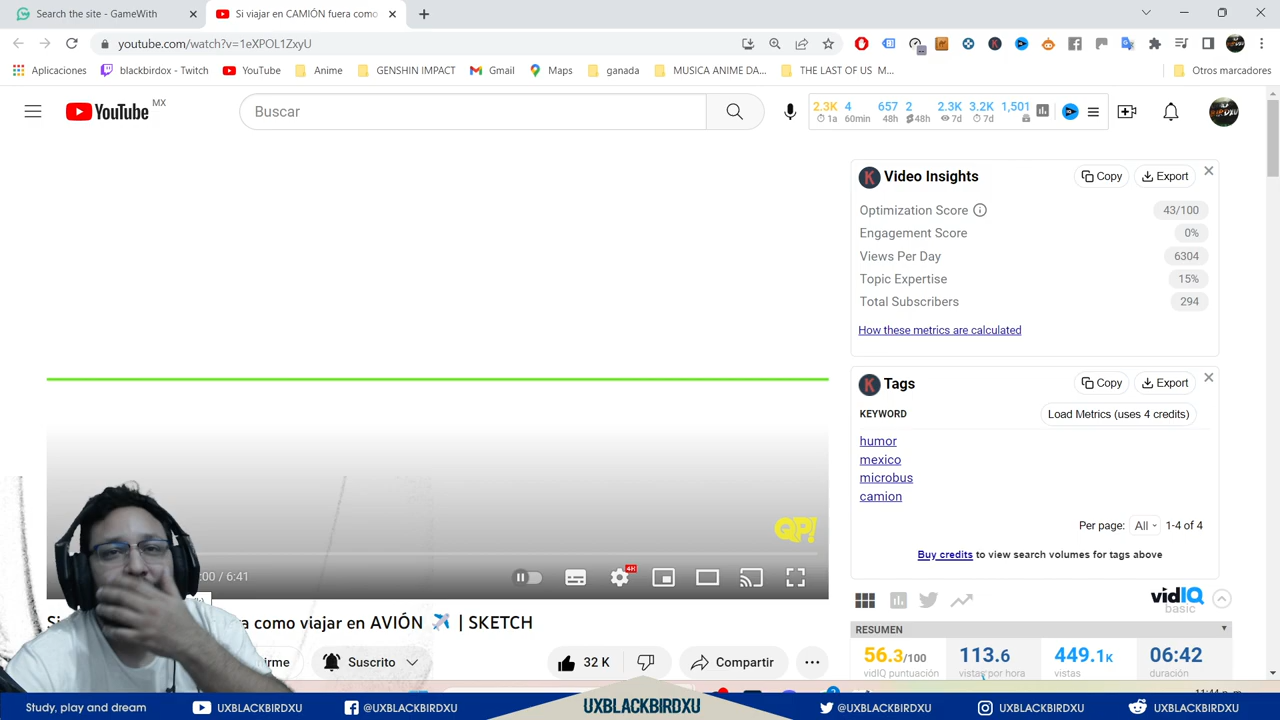 Search the site - GameWith
Si viajar en CAMIÓN fuera como
youtube.com/watch?v=1eXPOL1ZxyU
Aplicaciones
blackbirdox - Twitch
YouTube
Anime
GENSHIN IMPACT
Gmail
Maps
ganada
MUSICA ANIME DA...
THE LAST OF US M...
Otros marcadores
YouTube MX
Buscar
2.3K 4 657 2 2.3K 3.2K 1,501
1a 60min 48h 48h 7d 7d
Video Insights
Copy
Export
Optimization Score 43/100
Engagement Score 0%
Views Per Day 6304
Topic Expertise 15%
Total Subscribers 294
How these metrics are calculated
Tags
Copy
Export
KEYWORD
Load Metrics (uses 4 credits)
humor
mexico
microbus
camion
Per page: All 1-4 of 4
Buy credits to view search volumes for tags above
QP!
:00 / 6:41
4K
vidIQ
basic
como viajar en AVIÓN ✈️ | SKETCH
RESUMEN
Suscrito
32 K
Compartir
56.3/100
vidIQ puntuación
113.6
vistas por hora
449.1K
vistas
06:42
duración
Study, play and dream
UXBLACKBIRDXU
@UXBLACKBIRDXU
UXBLACKBIRDXU
@UXBLACKBIRDXU
UXBLACKBIRDXU
UXBLACKBIRDXU